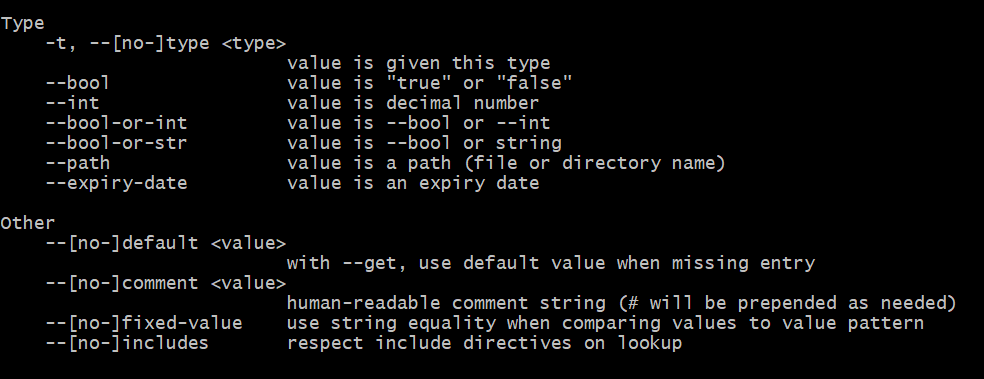 Type
    -t, --[no-]type <type>
                          value is given this type
    --bool                value is "true" or "false"
    --int                 value is decimal number
    --bool-or-int         value is --bool or --int
    --bool-or-str         value is --bool or string
    --path                value is a path (file or directory name)
    --expiry-date         value is an expiry date

Other
    --[no-]default <value>
                          with --get, use default value when missing entry
    --[no-]comment <value>
                          human-readable comment string (# will be prepended as needed)
    --[no-]fixed-value    use string equality when comparing values to value pattern
    --[no-]includes       respect include directives on lookup